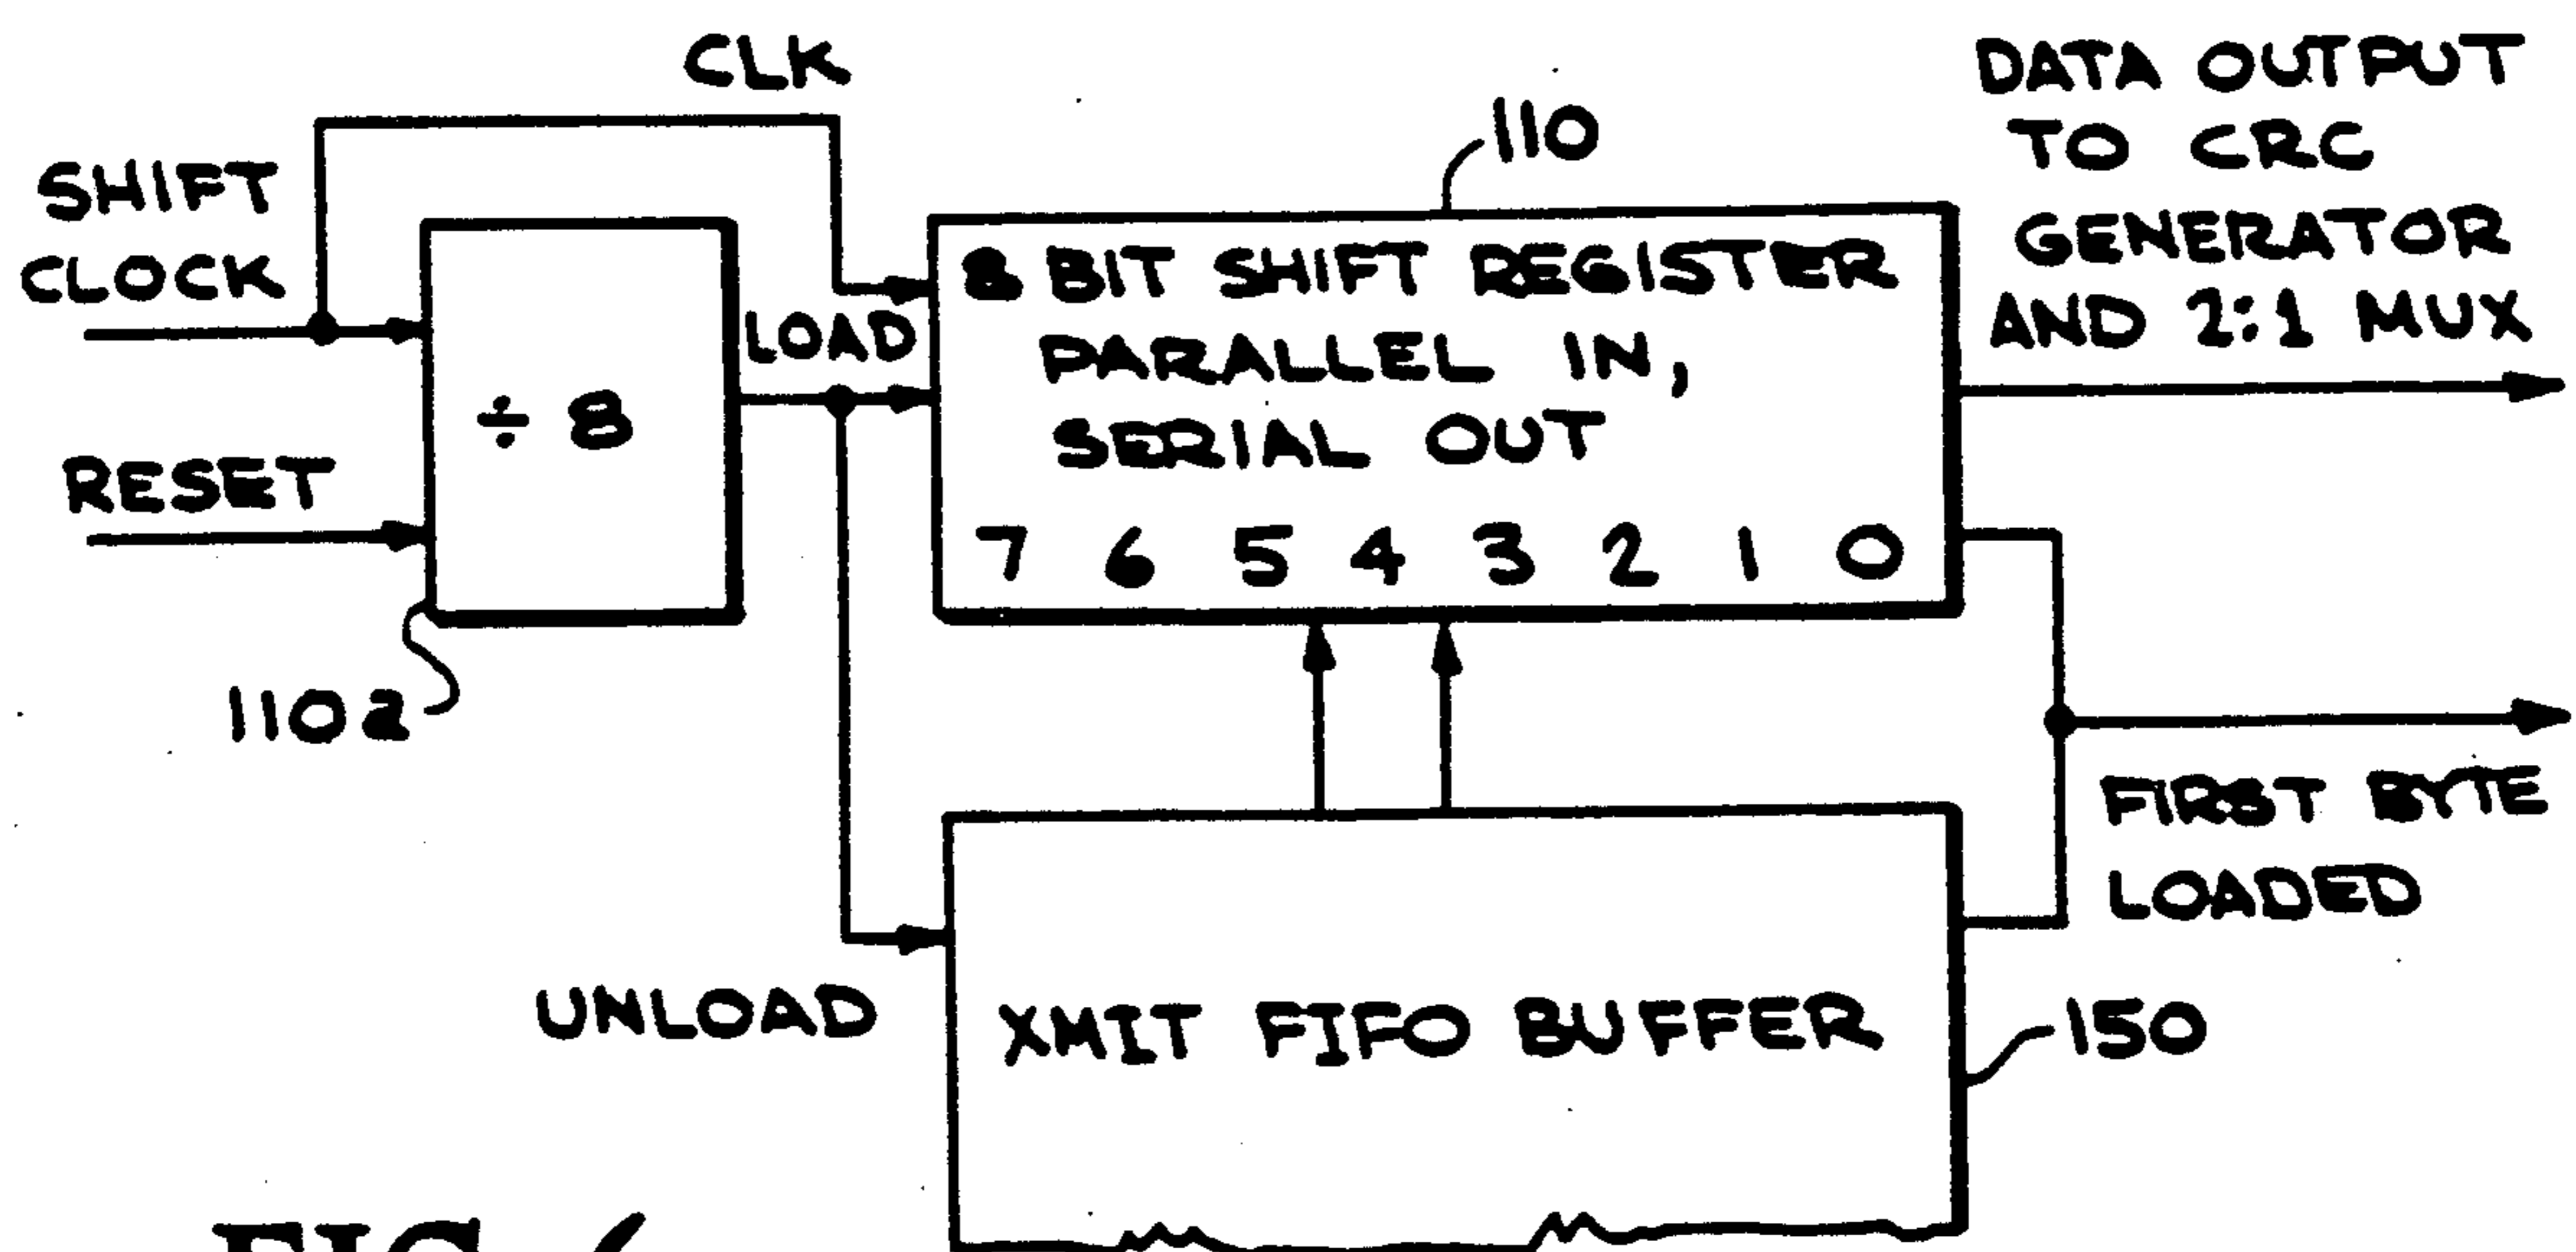 CLK
SHIFT
CLOCK
RESET
÷ 8
110a
LOAD
110
8 BIT SHIFT REGISTER
PARALLEL IN,
SERIAL OUT
7 6 5 4 3 2 1 0
DATA OUTPUT
TO CRC
GENERATOR
AND 2:1 MUX
FIRST BYTE
LOADED
UNLOAD
XMIT FIFO BUFFER
150